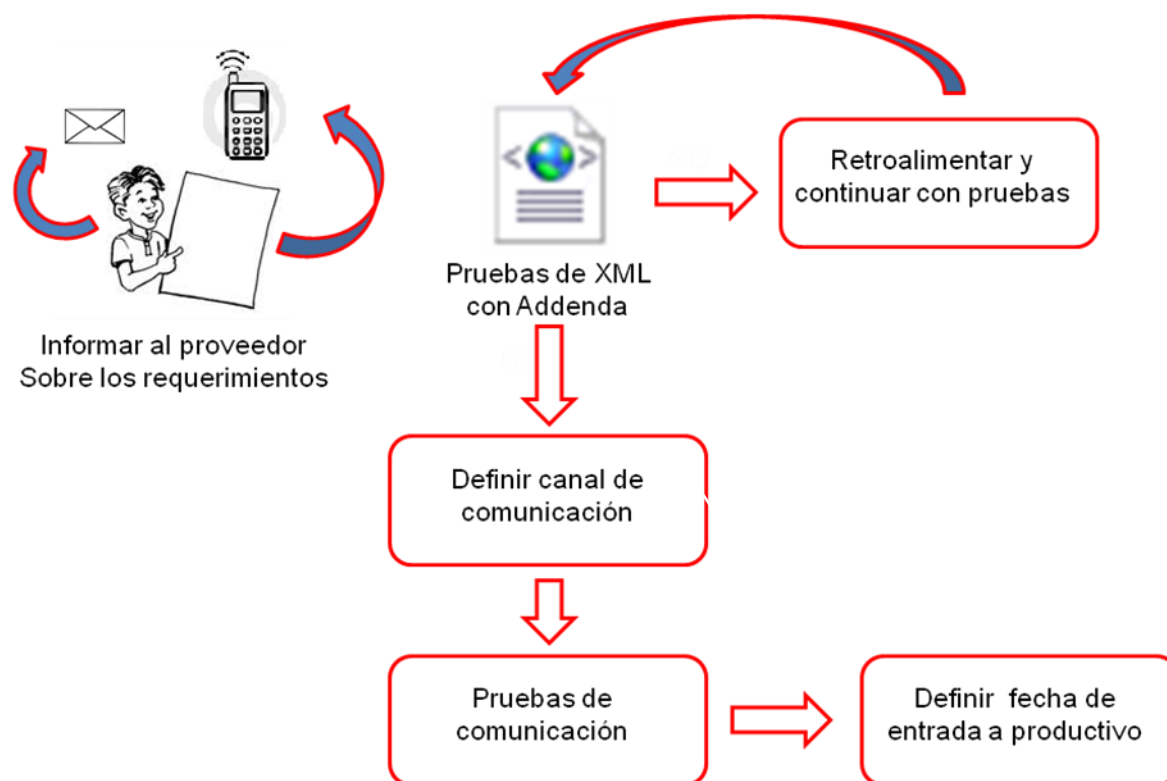 Retroalimentar y
continuar con pruebas
Pruebas de XML
con Addenda
Informar al proveedor
Sobre los requerimientos
Definir canal de
comunicación
Pruebas de
comunicación
Definir fecha de
entrada a productivo